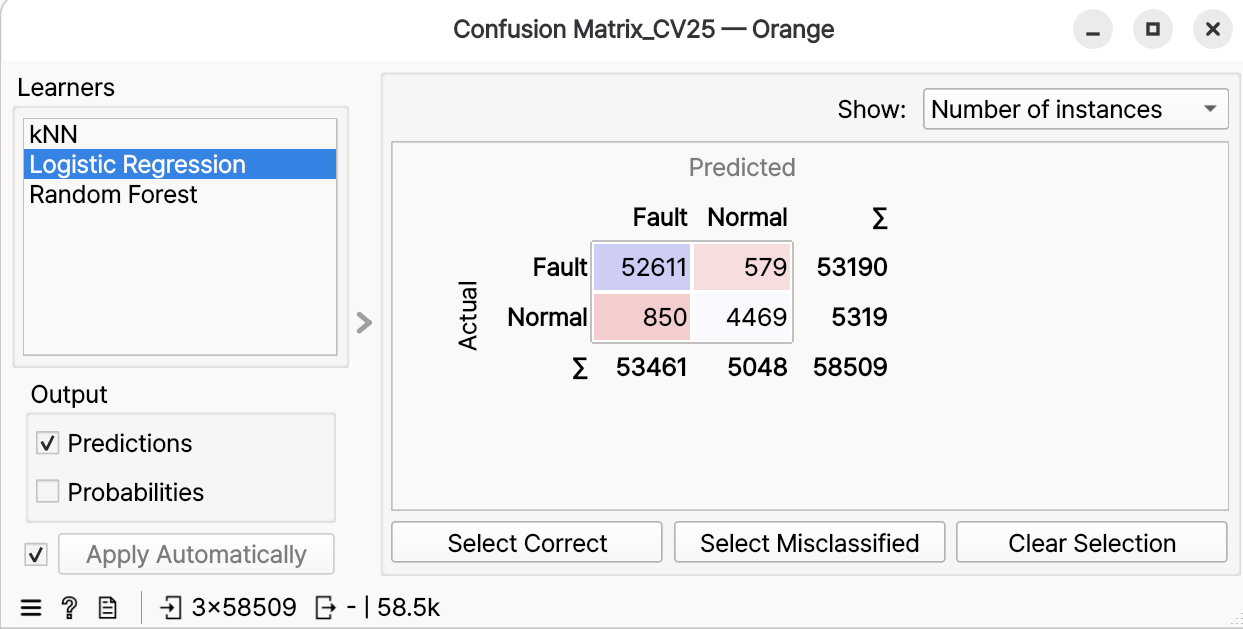 Confusion Matrix_CV25 — Orange
Learners
kNN
Logistic Regression
Random Forest
Output
Predictions
Probabilities
Apply Automatically
Show: Number of instances
Predicted
Fault Normal Σ
Actual
Fault 52611 579 53190
Normal 850 4469 5319
Σ 53461 5048 58509
Select Correct Select Misclassified Clear Selection
? 3×58509 - | 58.5k